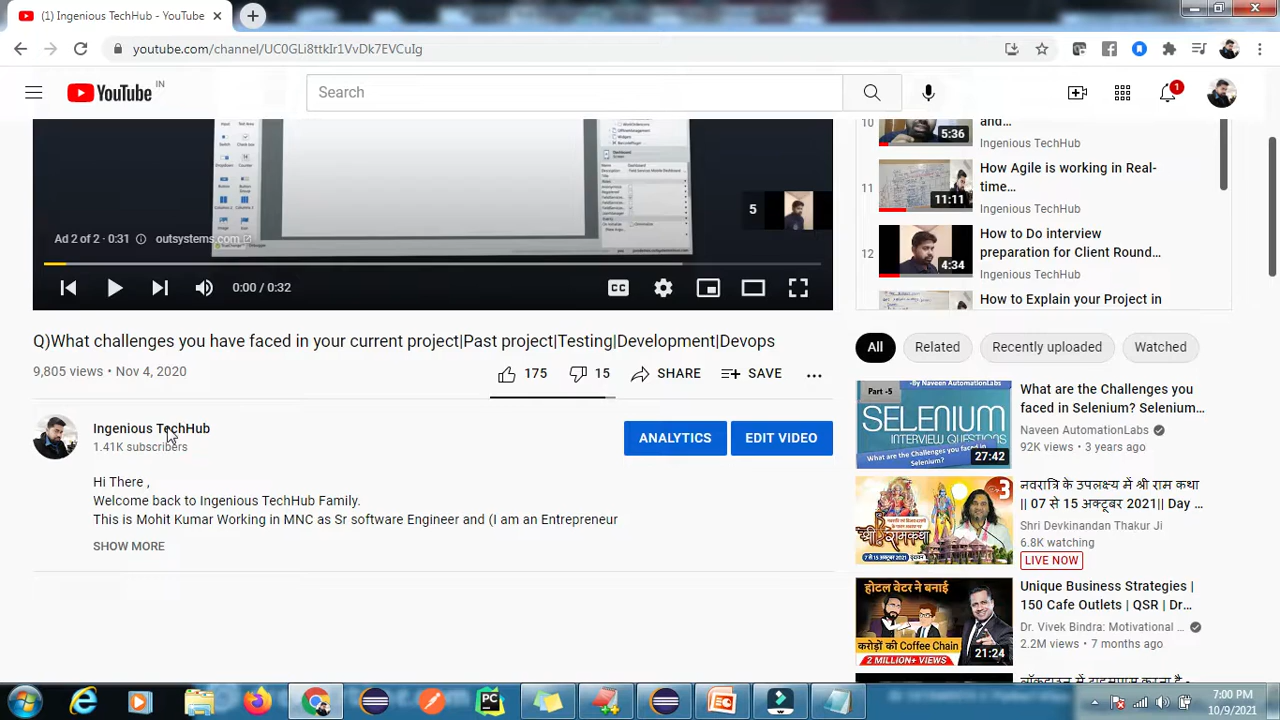 (1) Ingenious TechHub - YouTube
youtube.com/channel/UC0GLi8ttkIr1VvDk7EVCuIg
YouTube IN
Search
1
5
Ad 2 of 2 · 0:31 outsystems.com
0:00 / 0:32
CC
Q)What challenges you have faced in your current project|Past project|Testing|Development|Devops
9,805 views • Nov 4, 2020
175
15
SHARE
SAVE
Ingenious TechHub
1.41K subscribers
ANALYTICS
EDIT VIDEO
Hi There ,
Welcome back to Ingenious TechHub Family.
This is Mohit K Working in MNC as Sr software Engineer and (I am an Entrepreneur
SHOW MORE
10
5:36
and...
Ingenious TechHub
11
11:11
How Agile is working in Real-
time...
Ingenious TechHub
12
4:34
How to Do interview
preparation for Client Round...
Ingenious TechHub
How to Explain your Project in
All
Related
Recently uploaded
Watched
Part -5
-By Naveen AutomationLabs
SELENIUM
INTERVIEW QUESTIONS
What are the Challenges you faced in
Selenium?
27:42
What are the Challenges you
faced in Selenium? Selenium...
Naveen AutomationLabs
92K views • 3 years ago
नवरात्रि के उपलक्ष्य में श्री राम कथा
|| 07 से 15 अक्टूबर 2021|| Day ...
Shri Devkinandan Thakur Ji
6.8K watching
LIVE NOW
होटल वेटर ने बनाई
करोड़ों की Coffee Chain
2 MILLION+ VIEWS
21:24
Unique Business Strategies |
150 Cafe Outlets | QSR | Dr...
Dr. Vivek Bindra: Motivational ...
2.2M views • 7 months ago
7:00 PM
10/9/2021